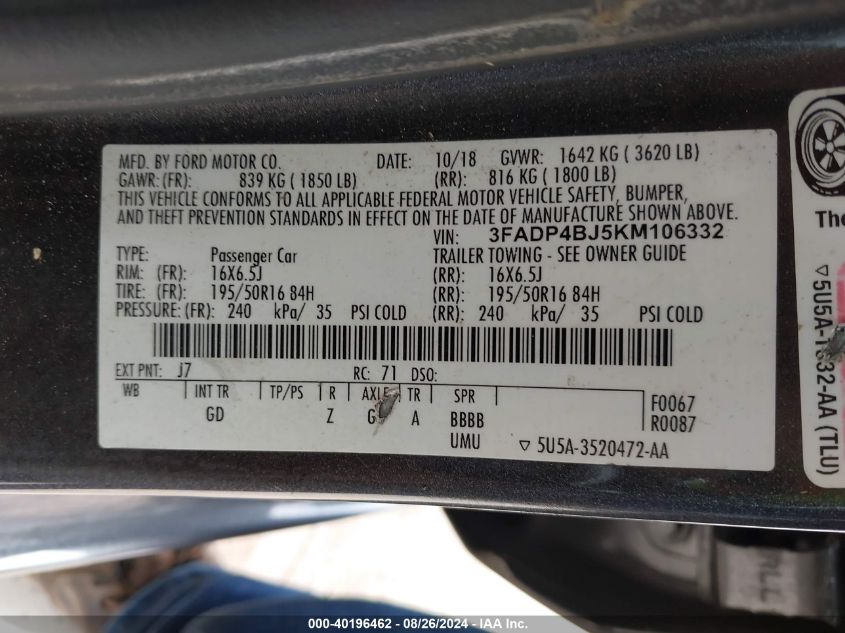 MFD. BY FORD MOTOR CO. DATE: 10/18 GVWR: 1642 KG ( 3620 LB)
GAWR: (FR): 839 KG ( 1850 LB) (RR): 816 KG ( 1800 LB)
THIS VEHICLE CONFORMS TO ALL APPLICABLE FEDERAL MOTOR VEHICLE SAFETY, BUMPER,
AND THEFT PREVENTION STANDARDS IN EFFECT ON THE DATE OF MANUFACTURE SHOWN ABOVE.
VIN: 3FADP4BJ5KM106332
TYPE: Passenger Car TRAILER TOWING - SEE OWNER GUIDE
RIM: (FR): 16X6.5J (RR): 16X6.5J
TIRE: (FR): 195/50R16 84H (RR): 195/50R16 84H
PRESSURE: (FR): 240 kPa/ 35 PSI COLD (RR): 240 kPa/ 35 PSI COLD
EXT PNT: J7 RC: 71 DSO:
WB INT TR TP/PS R AXLE TR SPR F0067
GD Z A BBBB R0087
UMU ▽ 5U5A-3520472-AA
The
▽ 5U5A- 332-AA (TLU)
000-40196462 - 08/26/2024 - IAA Inc.